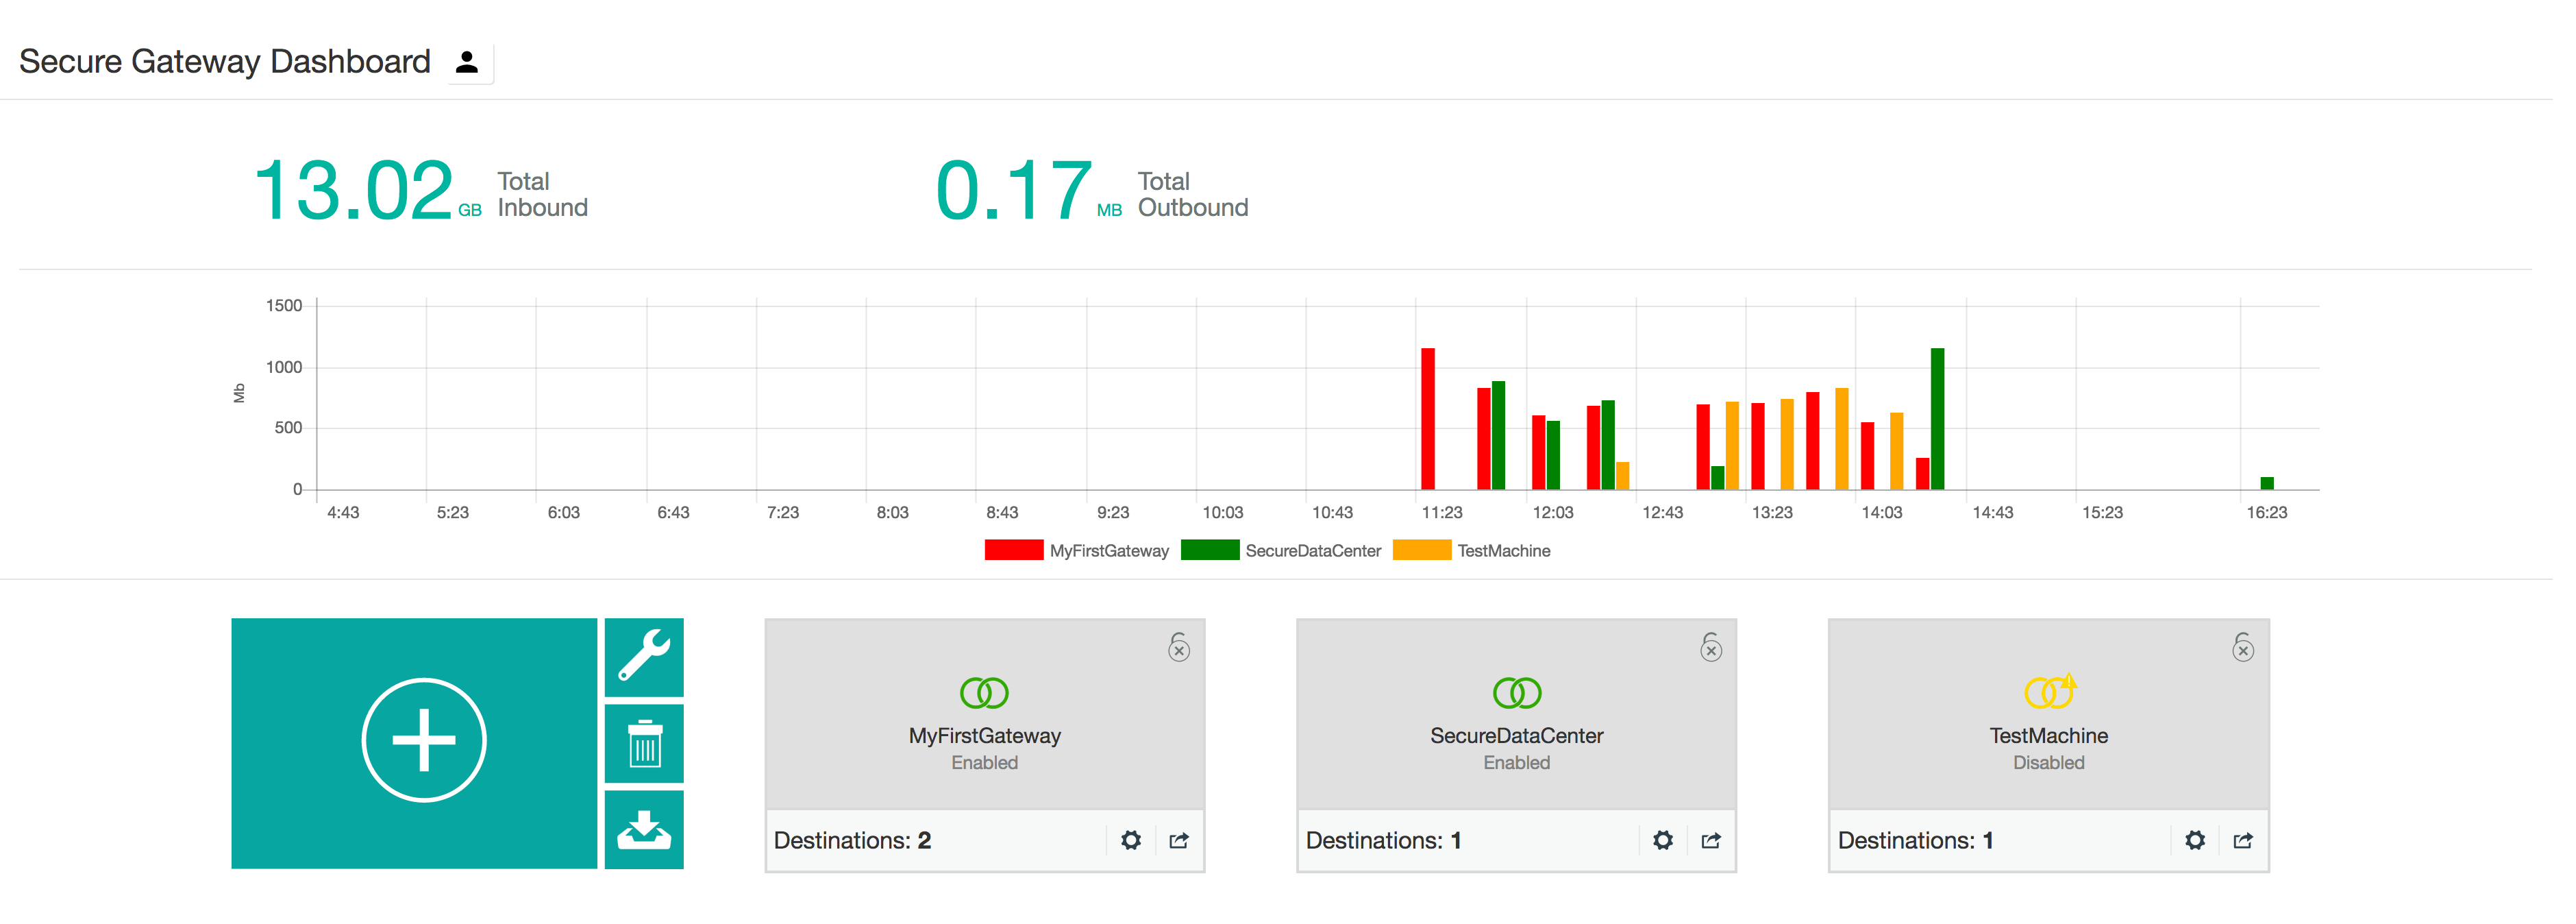 Secure Gateway Dashboard
13.02 GB Total Inbound
0.17 MB Total Outbound
1500
1000
500
0
Mb
4:43 5:23 6:03 6:43 7:23 8:03 8:43 9:23 10:03 10:43 11:23 12:03 12:43 13:23 14:03 14:43 15:23 16:23
MyFirstGateway SecureDataCenter TestMachine
MyFirstGateway
Enabled
Destinations: 2
SecureDataCenter
Enabled
Destinations: 1
TestMachine
Disabled
Destinations: 1